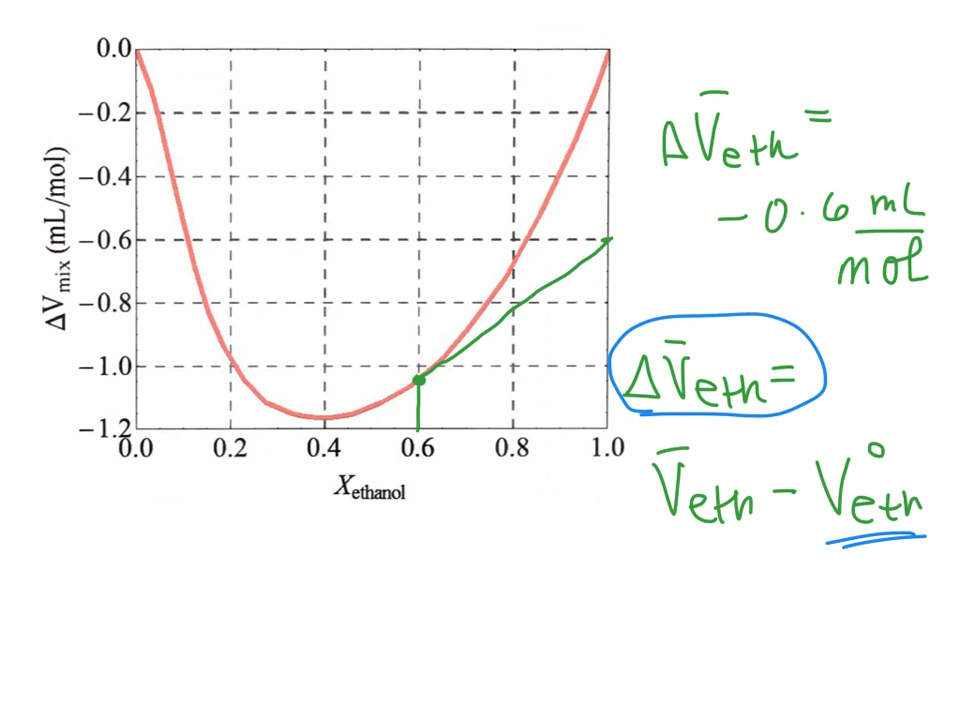 0.0
−0.2
−0.4
−0.6
−0.8
−1.0
−1.2
ΔVmix (mL/mol)
0.0 0.2 0.4 0.6 0.8 1.0
Xethanol
ΔV̄eth =
− 0.6 mL/mol
ΔV̄eth =
V̄eth − V°eth